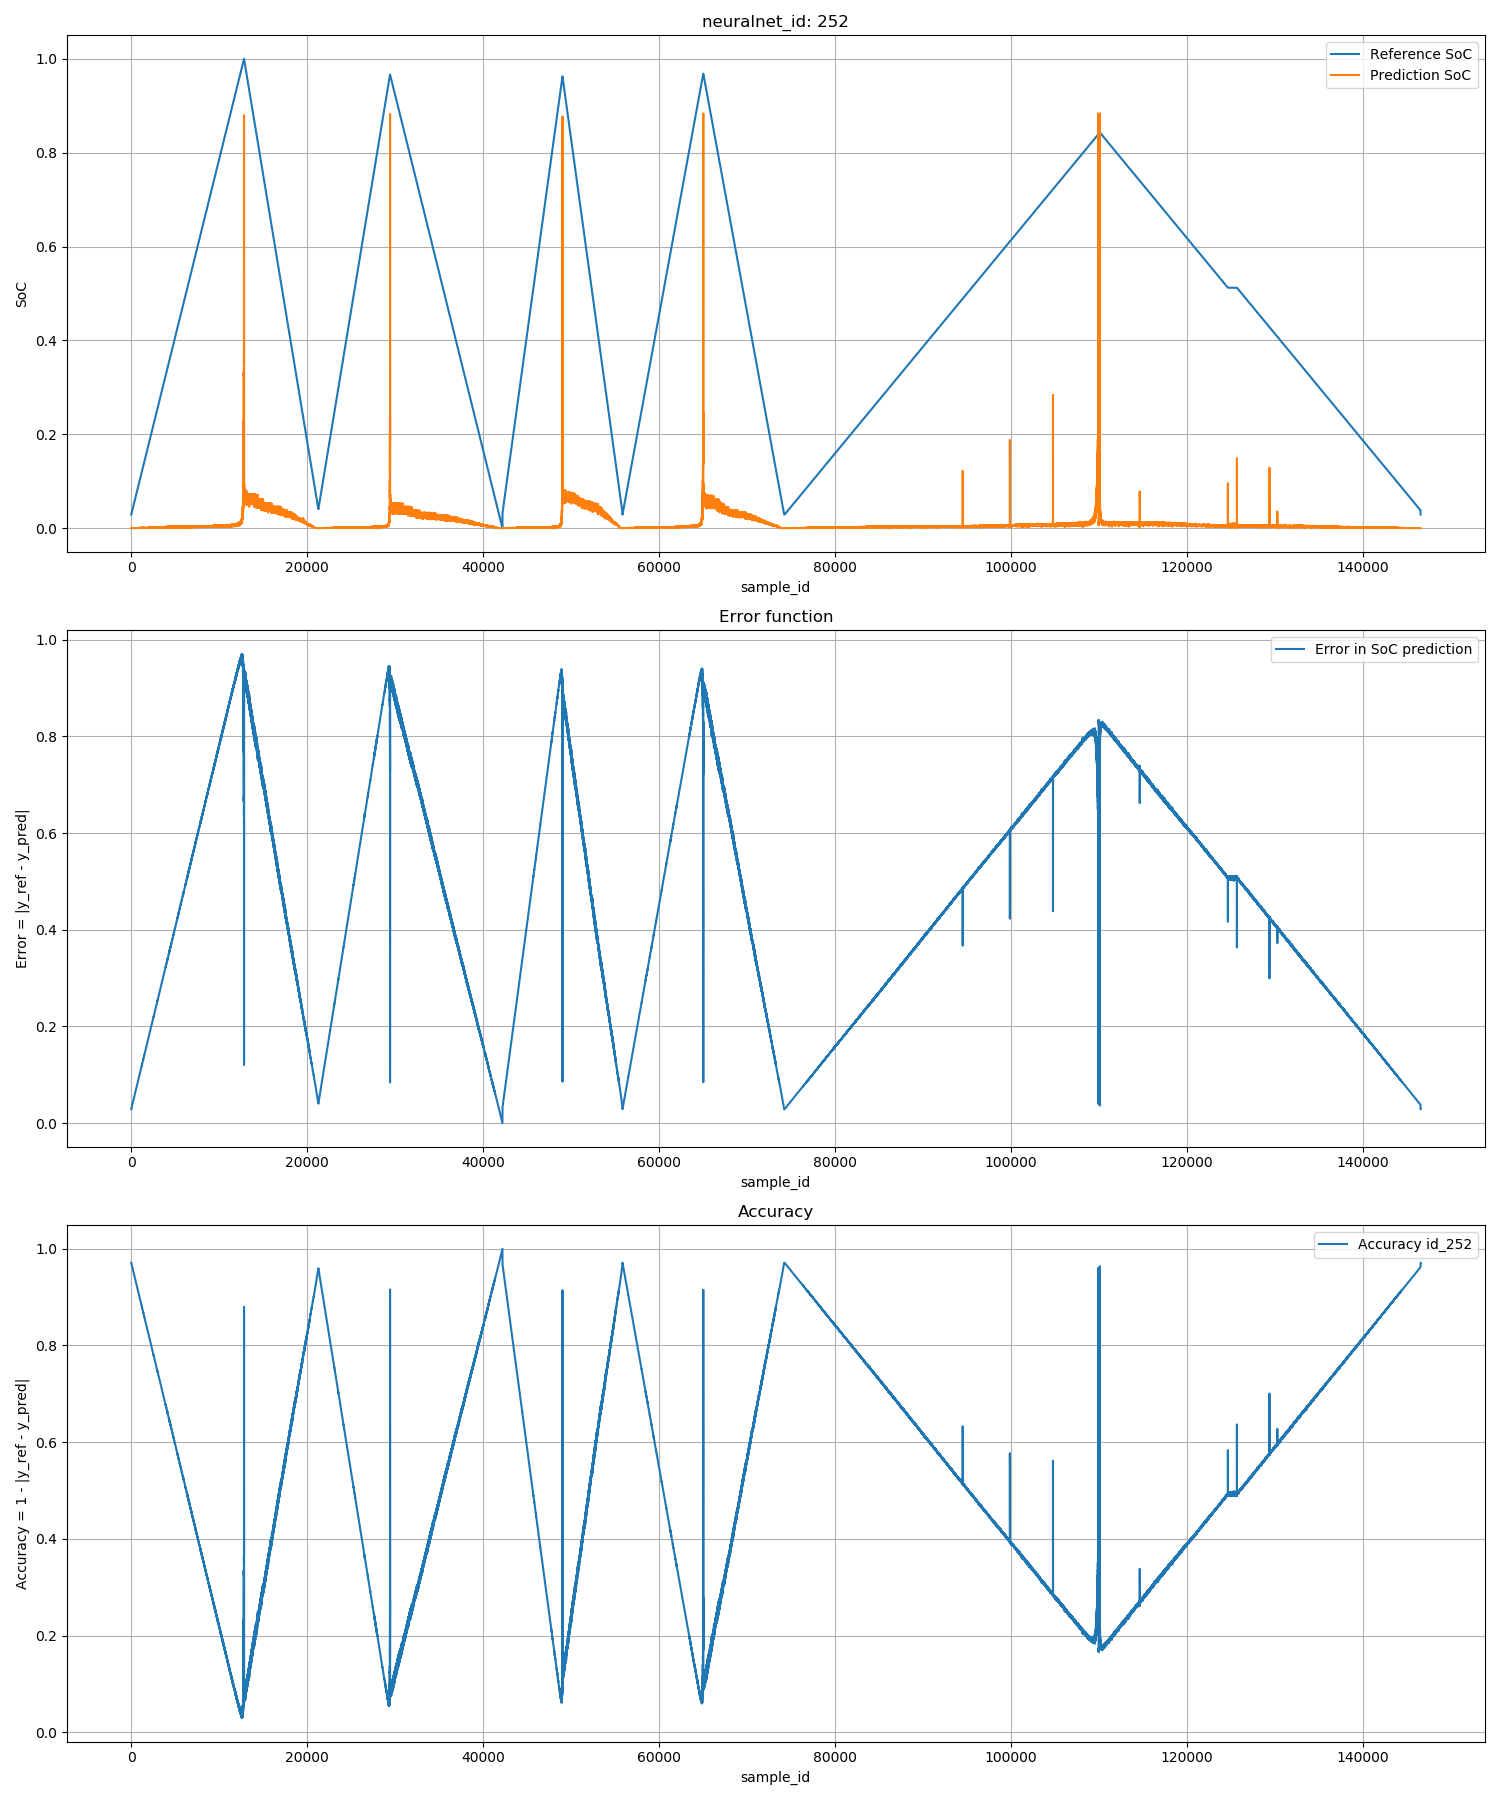 neuralnet_id: 252
Reference SoC
Prediction SoC
1.0
0.8
0.6
0.4
0.2
0.0
SoC
0 20000 40000 60000 80000 100000 120000 140000
sample_id
Error function
Error in SoC prediction
1.0
0.8
0.6
0.4
0.2
0.0
Error = |y_ref - y_pred|
0 20000 40000 60000 80000 100000 120000 140000
sample_id
Accuracy
Accuracy id_252
1.0
0.8
0.6
0.4
0.2
0.0
Accuracy = 1 - |y_ref - y_pred|
0 20000 40000 60000 80000 100000 120000 140000
sample_id